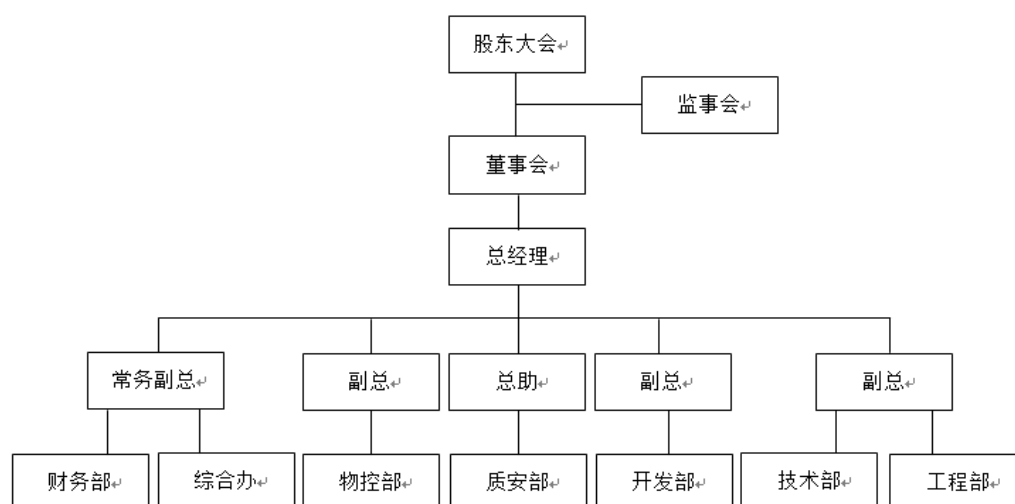 股东大会
监事会
董事会
总经理
常务副总
副总
总助
副总
副总
财务部
综合办
物控部
质安部
开发部
技术部
工程部